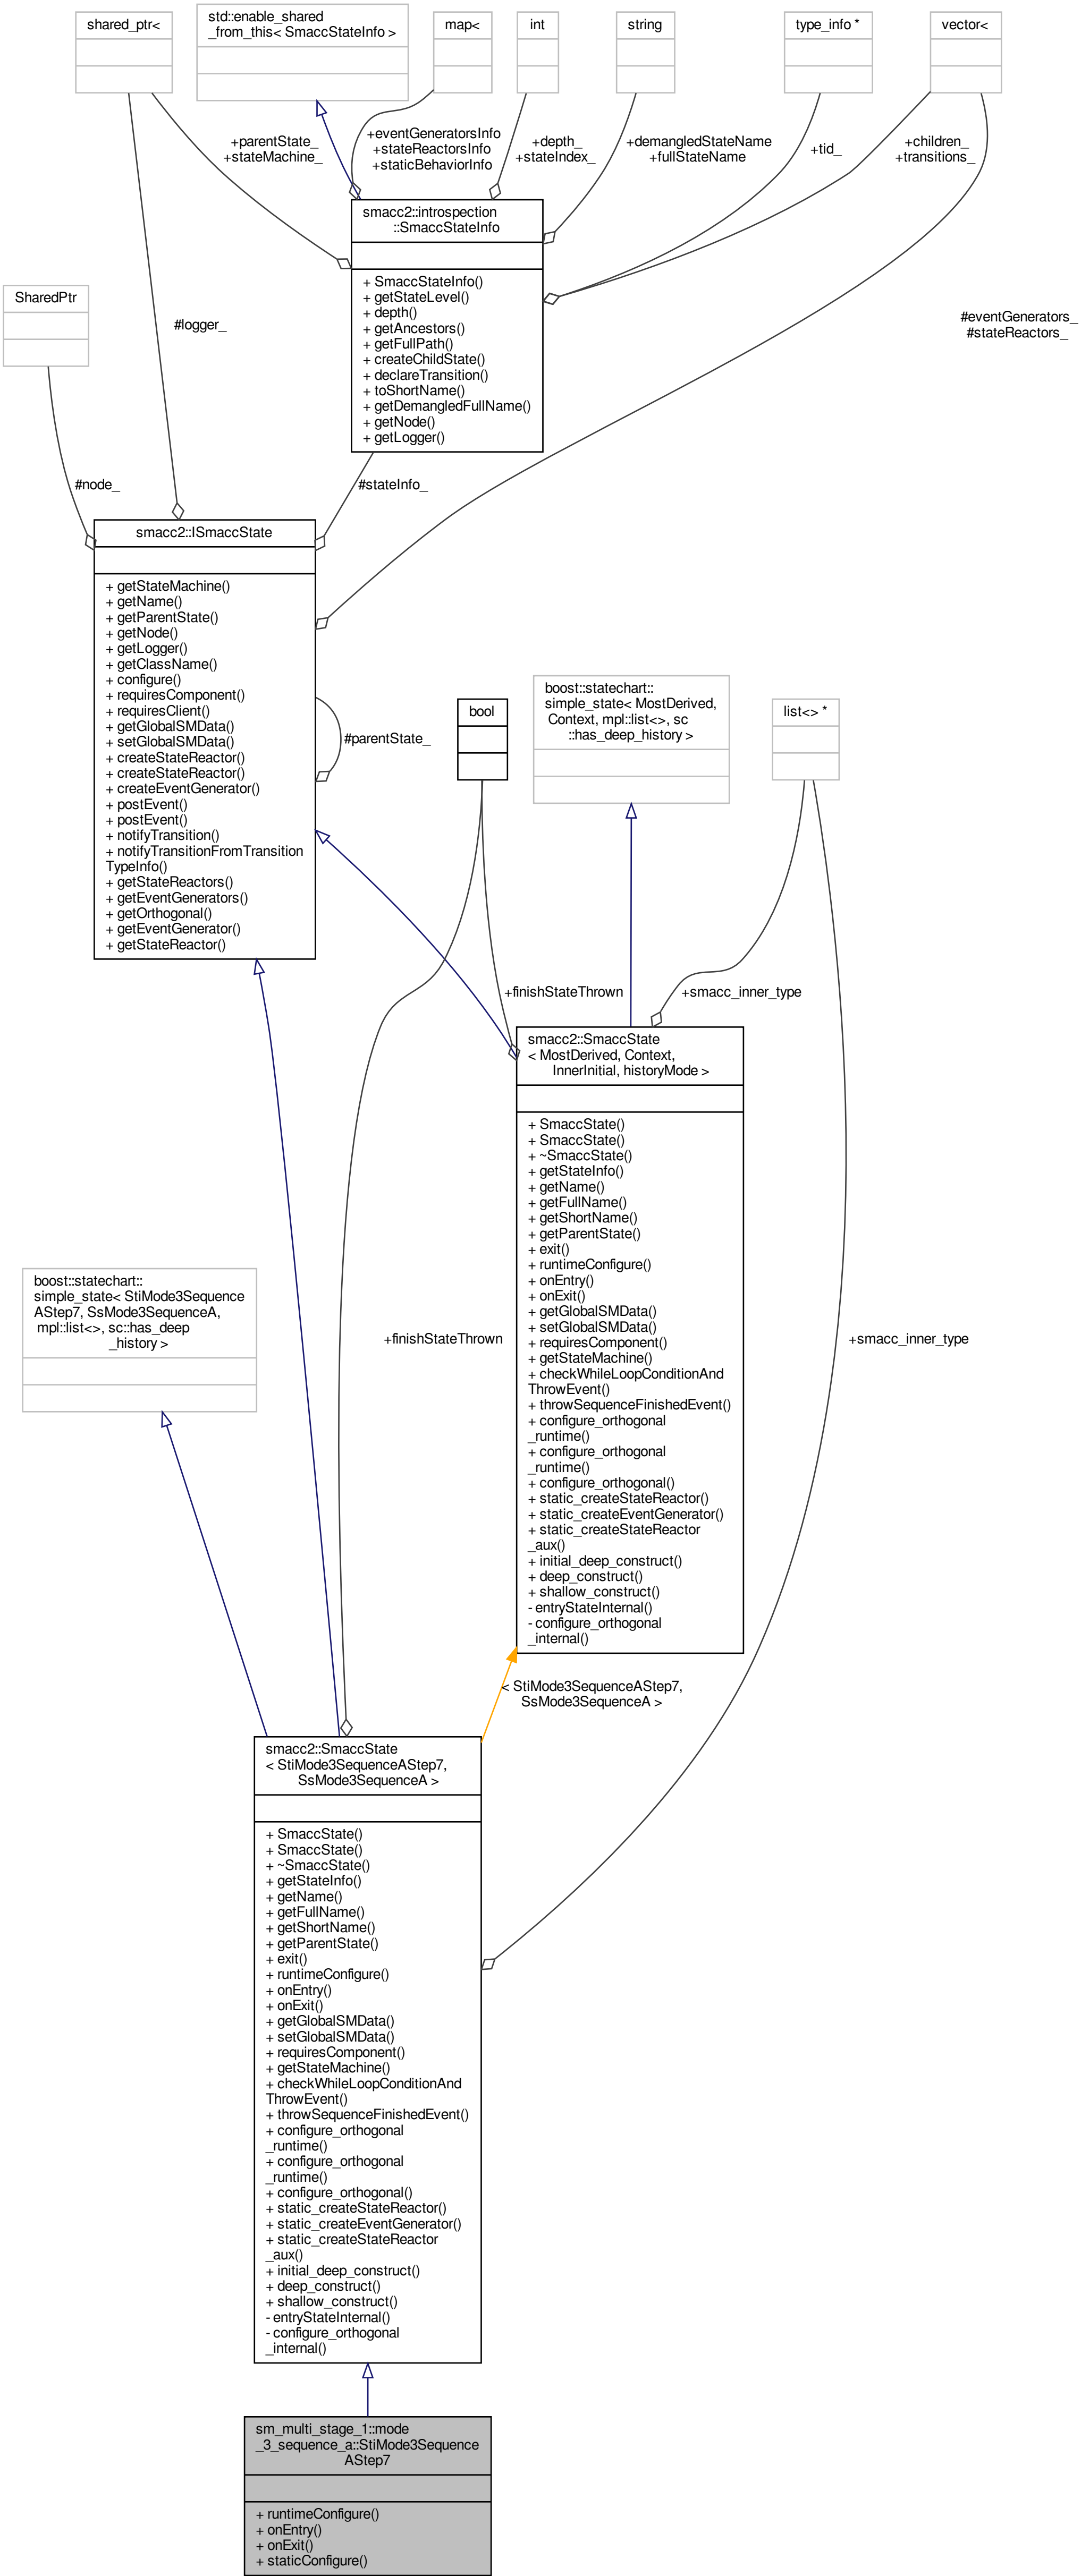 shared_ptr<
std::enable_shared
_from_this< SmaccStateInfo >
map<
int
string
type_info *
vector<
+parentState_
+stateMachine_
+eventGeneratorsInfo
+stateReactorsInfo
+staticBehaviorInfo
+depth_
+stateIndex_
+demangledStateName
+fullStateName
+tid_
+children_
+transitions_
smacc2::introspection
::SmaccStateInfo
+ SmaccStateInfo()
+ getStateLevel()
+ depth()
+ getAncestors()
+ getFullPath()
+ createChildState()
+ declareTransition()
+ toShortName()
+ getDemangledFullName()
+ getNode()
+ getLogger()
SharedPtr
#logger_
#eventGenerators_
#stateReactors_
#node_
#stateInfo_
smacc2::ISmaccState
+ getStateMachine()
+ getName()
+ getParentState()
+ getNode()
+ getLogger()
+ getClassName()
+ configure()
+ requiresComponent()
+ requiresClient()
+ getGlobalSMData()
+ setGlobalSMData()
+ createStateReactor()
+ createStateReactor()
+ createEventGenerator()
+ postEvent()
+ postEvent()
+ notifyTransition()
+ notifyTransitionFromTransition
TypeInfo()
+ getStateReactors()
+ getEventGenerators()
+ getOrthogonal()
+ getEventGenerator()
+ getStateReactor()
#parentState_
bool
boost::statechart::
simple_state< MostDerived,
Context, mpl::list<>, sc
::has_deep_history >
list<> *
+finishStateThrown
+smacc_inner_type
smacc2::SmaccState
< MostDerived, Context,
InnerInitial, historyMode >
+ SmaccState()
+ SmaccState()
+ ~SmaccState()
+ getStateInfo()
+ getName()
+ getFullName()
+ getShortName()
+ getParentState()
+ exit()
+ runtimeConfigure()
+ onEntry()
+ onExit()
+ getGlobalSMData()
+ setGlobalSMData()
+ requiresComponent()
+ getStateMachine()
+ checkWhileLoopConditionAnd
ThrowEvent()
+ throwSequenceFinishedEvent()
+ configure_orthogonal
_runtime()
+ configure_orthogonal
_runtime()
+ configure_orthogonal()
+ static_createStateReactor()
+ static_createEventGenerator()
+ static_createStateReactor
_aux()
+ initial_deep_construct()
+ deep_construct()
+ shallow_construct()
- entryStateInternal()
- configure_orthogonal
_internal()
boost::statechart::
simple_state< StiMode3Sequence
AStep7, SsMode3SequenceA,
mpl::list<>, sc::has_deep
_history >
+finishStateThrown
+smacc_inner_type
< StiMode3SequenceAStep7,
SsMode3SequenceA >
smacc2::SmaccState
< StiMode3SequenceAStep7,
SsMode3SequenceA >
+ SmaccState()
+ SmaccState()
+ ~SmaccState()
+ getStateInfo()
+ getName()
+ getFullName()
+ getShortName()
+ getParentState()
+ exit()
+ runtimeConfigure()
+ onEntry()
+ onExit()
+ getGlobalSMData()
+ setGlobalSMData()
+ requiresComponent()
+ getStateMachine()
+ checkWhileLoopConditionAnd
ThrowEvent()
+ throwSequenceFinishedEvent()
+ configure_orthogonal
_runtime()
+ configure_orthogonal
_runtime()
+ configure_orthogonal()
+ static_createStateReactor()
+ static_createEventGenerator()
+ static_createStateReactor
_aux()
+ initial_deep_construct()
+ deep_construct()
+ shallow_construct()
- entryStateInternal()
- configure_orthogonal
_internal()
sm_multi_stage_1::mode
_3_sequence_a::StiMode3Sequence
AStep7
+ runtimeConfigure()
+ onEntry()
+ onExit()
+ staticConfigure()